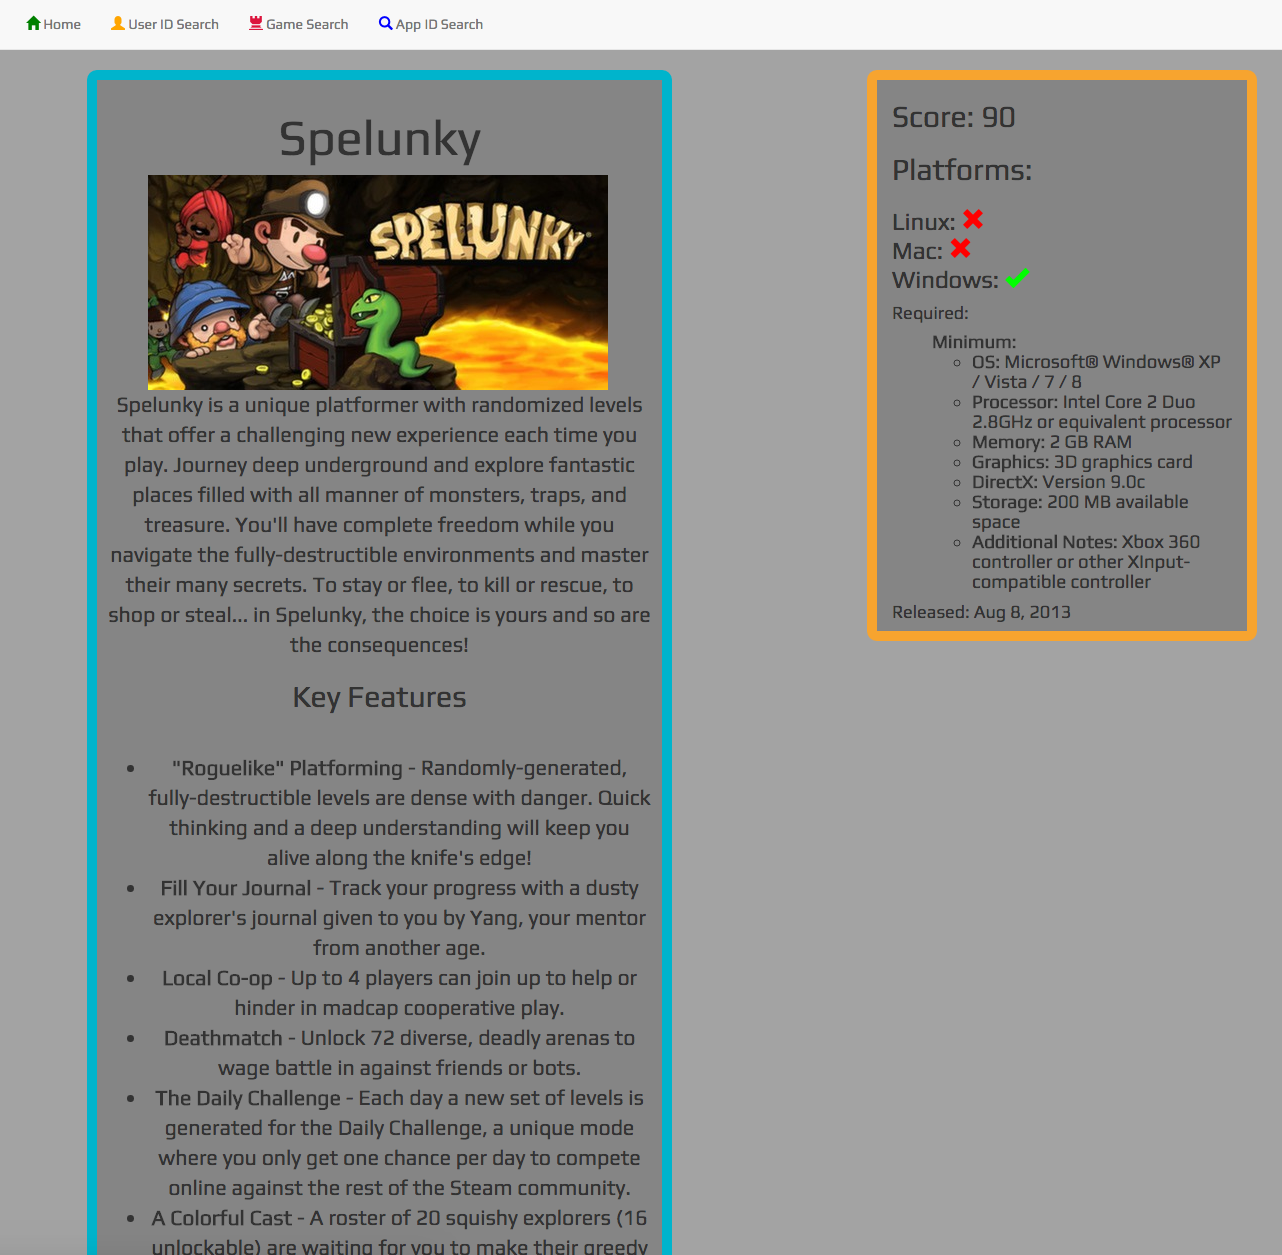 Home
User ID Search
Game Search
App ID Search
Spelunky
SPELUNKY
Spelunky is a unique platformer with randomized levels
that offer a challenging new experience each time you
play. Journey deep underground and explore fantastic
places filled with all manner of monsters, traps, and
treasure. You'll have complete freedom while you
navigate the fully-destructible environments and master
their many secrets. To stay or flee, to kill or rescue, to
shop or steal... in Spelunky, the choice is yours and so are
the consequences!
Key Features
• "Roguelike" Platforming - Randomly-generated,
fully-destructible levels are dense with danger. Quick
thinking and a deep understanding will keep you
alive along the knife's edge!
• Fill Your Journal - Track your progress with a dusty
explorer's journal given to you by Yang, your mentor
from another age.
• Local Co-op - Up to 4 players can join up to help or
hinder in madcap cooperative play.
• Deathmatch - Unlock 72 diverse, deadly arenas to
wage battle in against friends or bots.
• The Daily Challenge - Each day a new set of levels is
generated for the Daily Challenge, a unique mode
where you only get one chance per day to compete
online against the rest of the Steam community.
• A Colorful Cast - A roster of 20 squishy explorers (16
unlockable) are waiting for you to make their greedy
Score: 90
Platforms:
Linux:
Mac:
Windows:
Required:
Minimum:
◦ OS: Microsoft® Windows® XP
/ Vista / 7 / 8
◦ Processor: Intel Core 2 Duo
2.8GHz or equivalent processor
◦ Memory: 2 GB RAM
◦ Graphics: 3D graphics card
◦ DirectX: Version 9.0c
◦ Storage: 200 MB available
space
◦ Additional Notes: Xbox 360
controller or other XInput-
compatible controller
Released: Aug 8, 2013